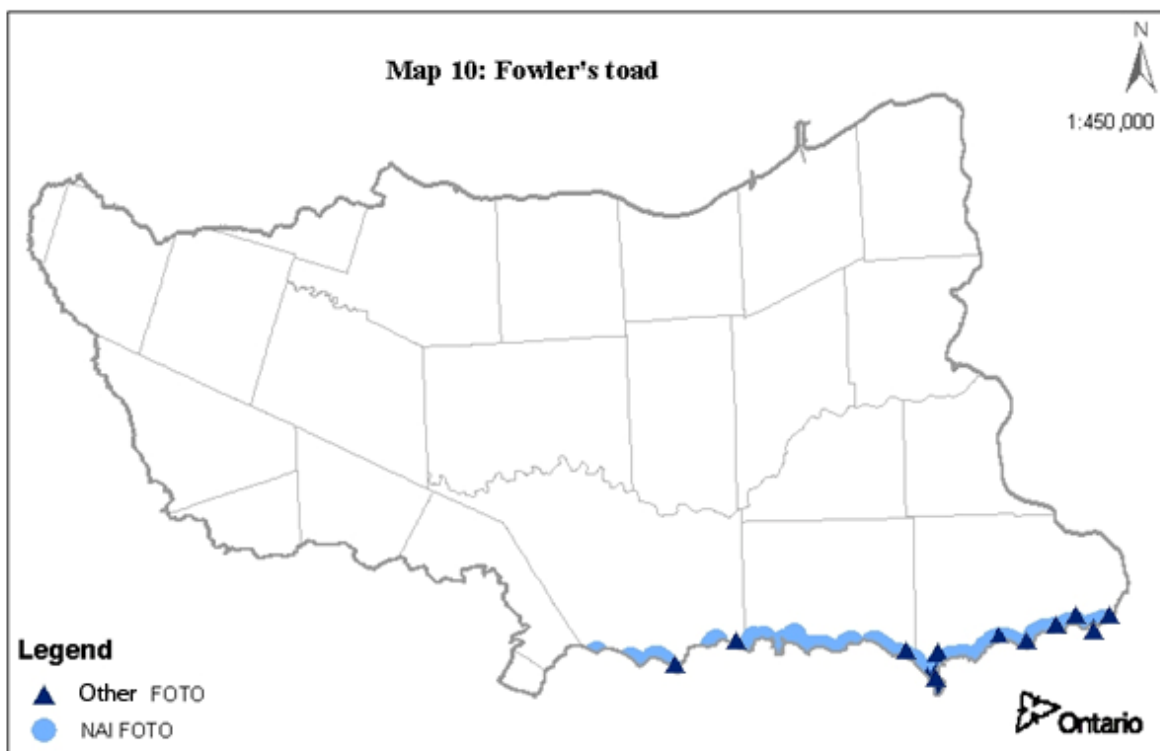 Map 10: Fowler's toad
N
1:450,000
Legend
Other FOTO
NAI FOTO
Ontario